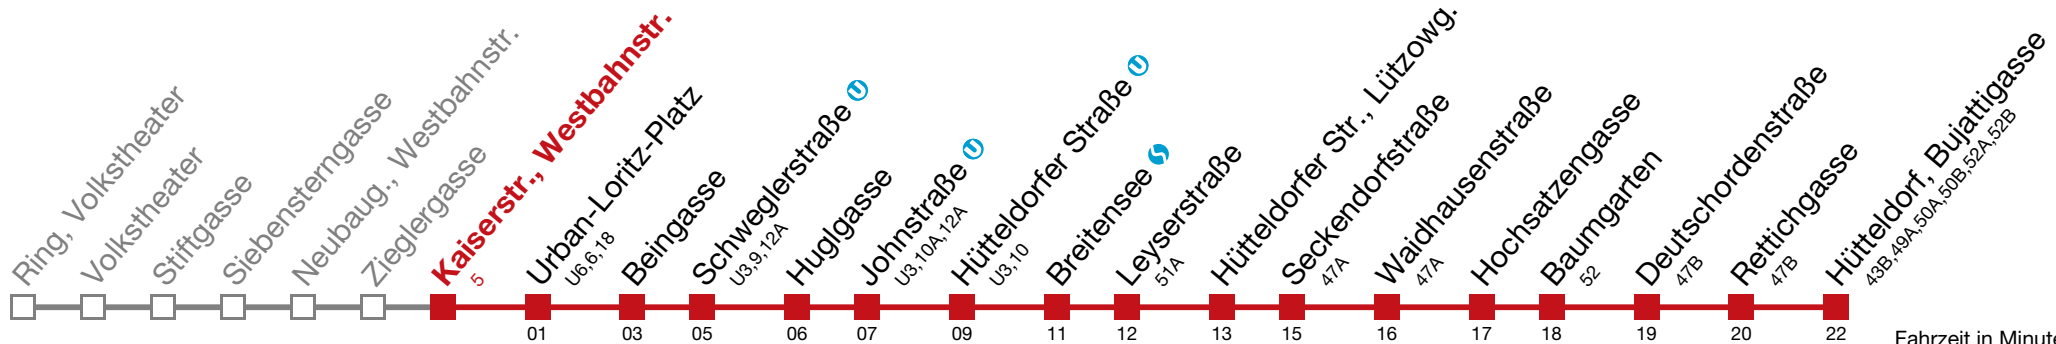 Ring, Volkstheater
Volkstheater
Stiftgasse
Siebensterngasse
Neubaug., Westbahnstr.
Zieglergasse
Kaiserstr., Westbahnstr.
5
Urban-Loritz-Platz
U6,6,18
01
Beingasse
03
Schweglerstraße U
U3,9,12A
05
Huglgasse
06
Johnstraße U
U3,10A,12A
07
Hütteldorfer Straße U
U3,10
09
Breitensee S
11
Leyserstraße
51A
12
Hütteldorfer Str., Lützowg.
13
Seckendorfstraße
47A
15
Waidhausenstraße
47A
16
Hochsatzengasse
17
Baumgarten
52
18
Deutschordenstraße
47B
19
Rettichgasse
47B
20
Hütteldorf, Bujattigasse
43B,49A,50A,50B,52A,52B
22
Fahrzeit in Minute